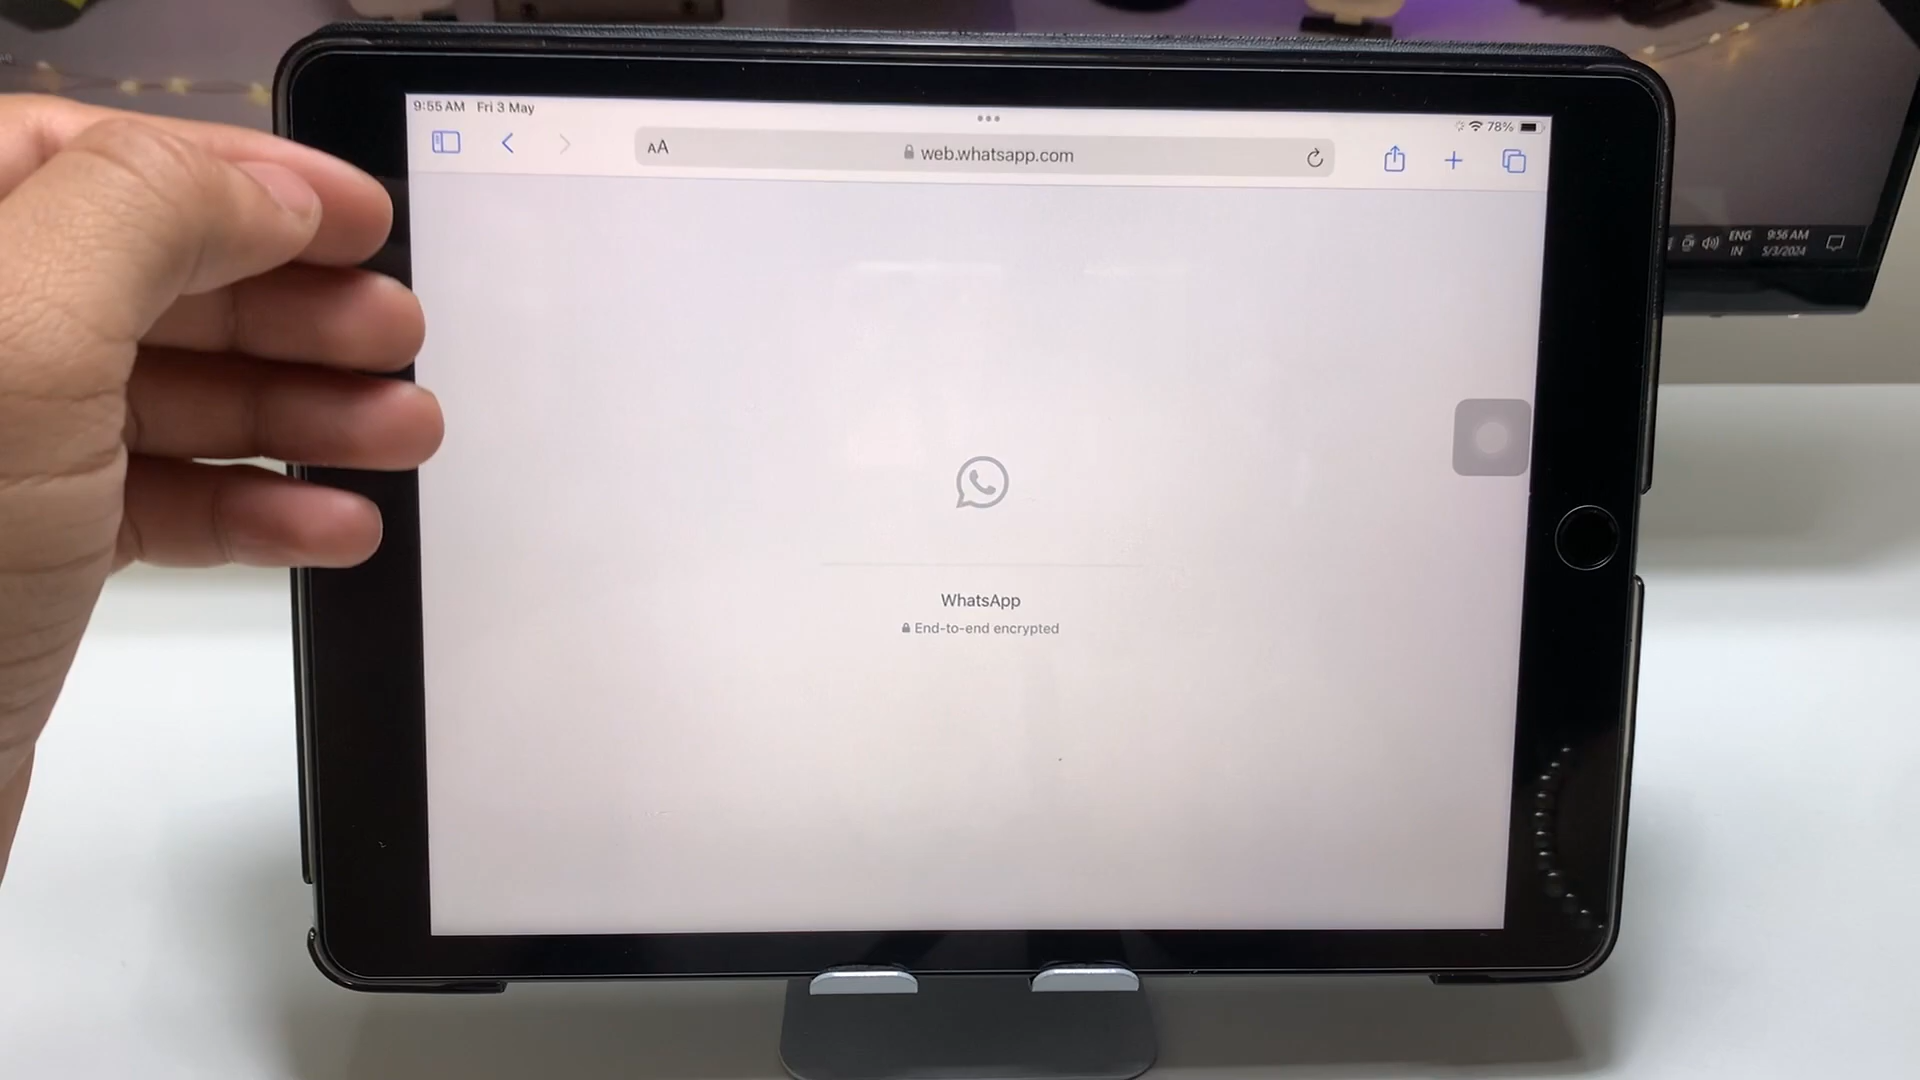 9:55 AM Fri 3 May
78%
AA
web.whatsapp.com
ENG
IN
9:56 AM
5/3/2024
WhatsApp
End-to-end encrypted